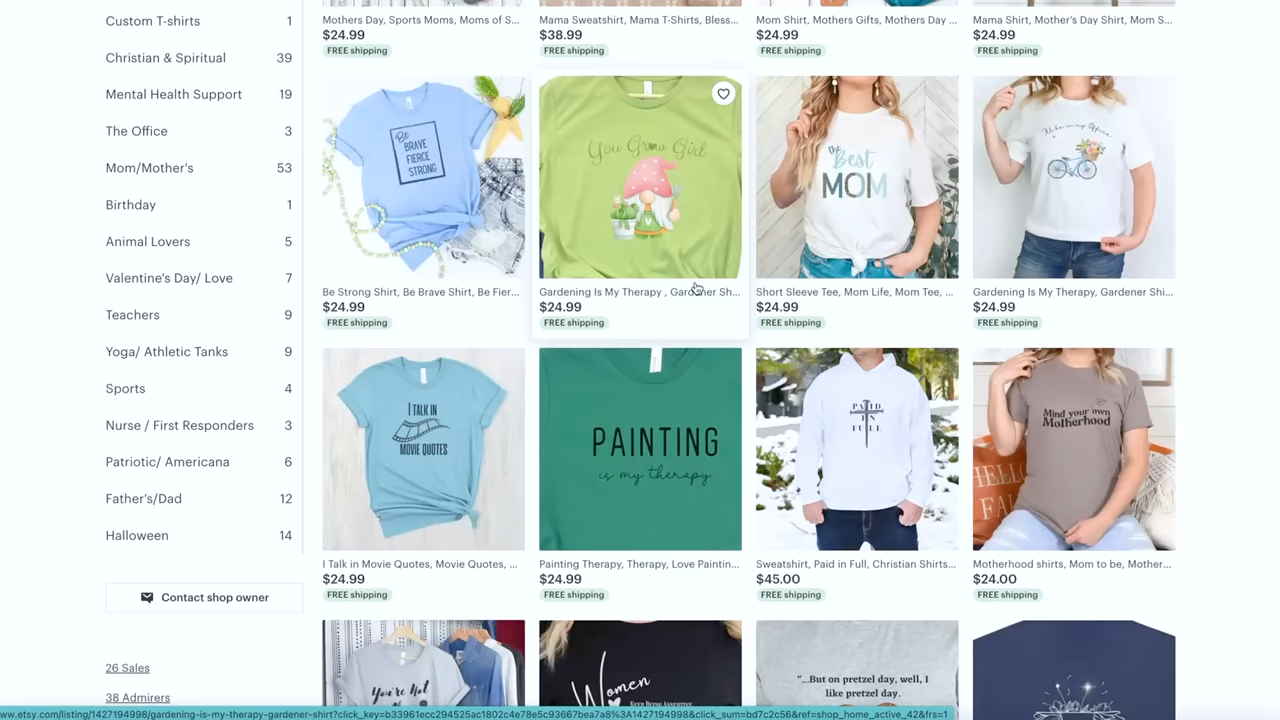 Custom T-shirts 1
Christian & Spiritual 39
Mental Health Support 19
The Office 3
Mom/Mother's 53
Birthday 1
Animal Lovers 5
Valentine's Day/ Love 7
Teachers 9
Yoga/ Athletic Tanks 9
Sports 4
Nurse / First Responders 3
Patriotic/ Americana 6
Father's/Dad 12
Halloween 14
Contact shop owner
26 Sales
38 Admirers
Mothers Day, Sports Moms, Moms of S...
$24.99
FREE shipping
Mama Sweatshirt, Mama T-Shirts, Bless...
$38.99
FREE shipping
Mom Shirt, Mothers Gifts, Mothers Day ...
$24.99
FREE shipping
Mama Shirt, Mother's Day Shirt, Mom S...
$24.99
FREE shipping
Be
BRAVE
FIERCE
STRONG
Be Strong Shirt, Be Brave Shirt, Be Fier...
$24.99
FREE shipping
You Grow Girl
Gardening Is My Therapy , Gardener Sh...
$24.99
FREE shipping
the
Best
MOM
Short Sleeve Tee, Mom Life, Mom Tee, ...
$24.99
FREE shipping
I'll be in my Office
Gardening Is My Therapy, Gardener Shi...
$24.99
FREE shipping
I TALK IN
MOVIE QUOTES
I Talk in Movie Quotes, Movie Quotes, ...
$24.99
FREE shipping
PAINTING
is my therapy
Painting Therapy, Therapy, Love Paintin...
$24.99
FREE shipping
PAID
IN
FULL
Sweatshirt, Paid in Full, Christian Shirts...
$45.00
FREE shipping
HELLO
FALL
Mind your own
Motherhood
Motherhood shirts, Mom to be, Mother...
$24.00
FREE shipping
You're Not
Women
KEEP BEING ASSERTIVE
"...But on pretzel day, well, I
like pretzel day.
ww.etsy.com/listing/1427194998/gardening-is-my-therapy-gardener-shirt?click_key=b33961ecc294525ac1802c4e78e5c93667bea7a8%3A1427194998&click_sum=bd7c2c56&ref=shop_home_active_42&frs=1